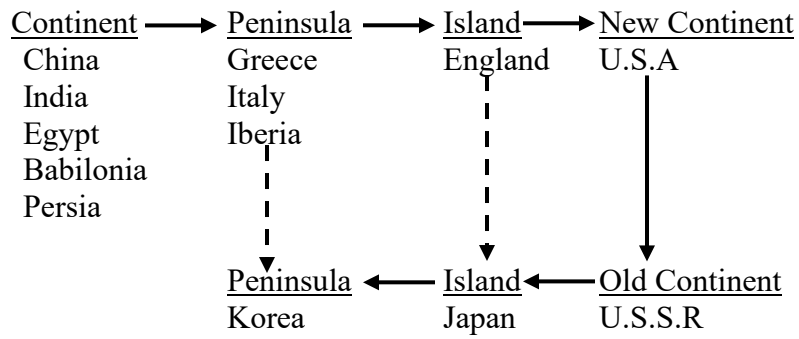 Continent Peninsula Island New Continent
China Greece England U.S.A
India Italy
Egypt Iberia
Babilonia
Persia
Peninsula Island Old Continent
Korea Japan U.S.S.R